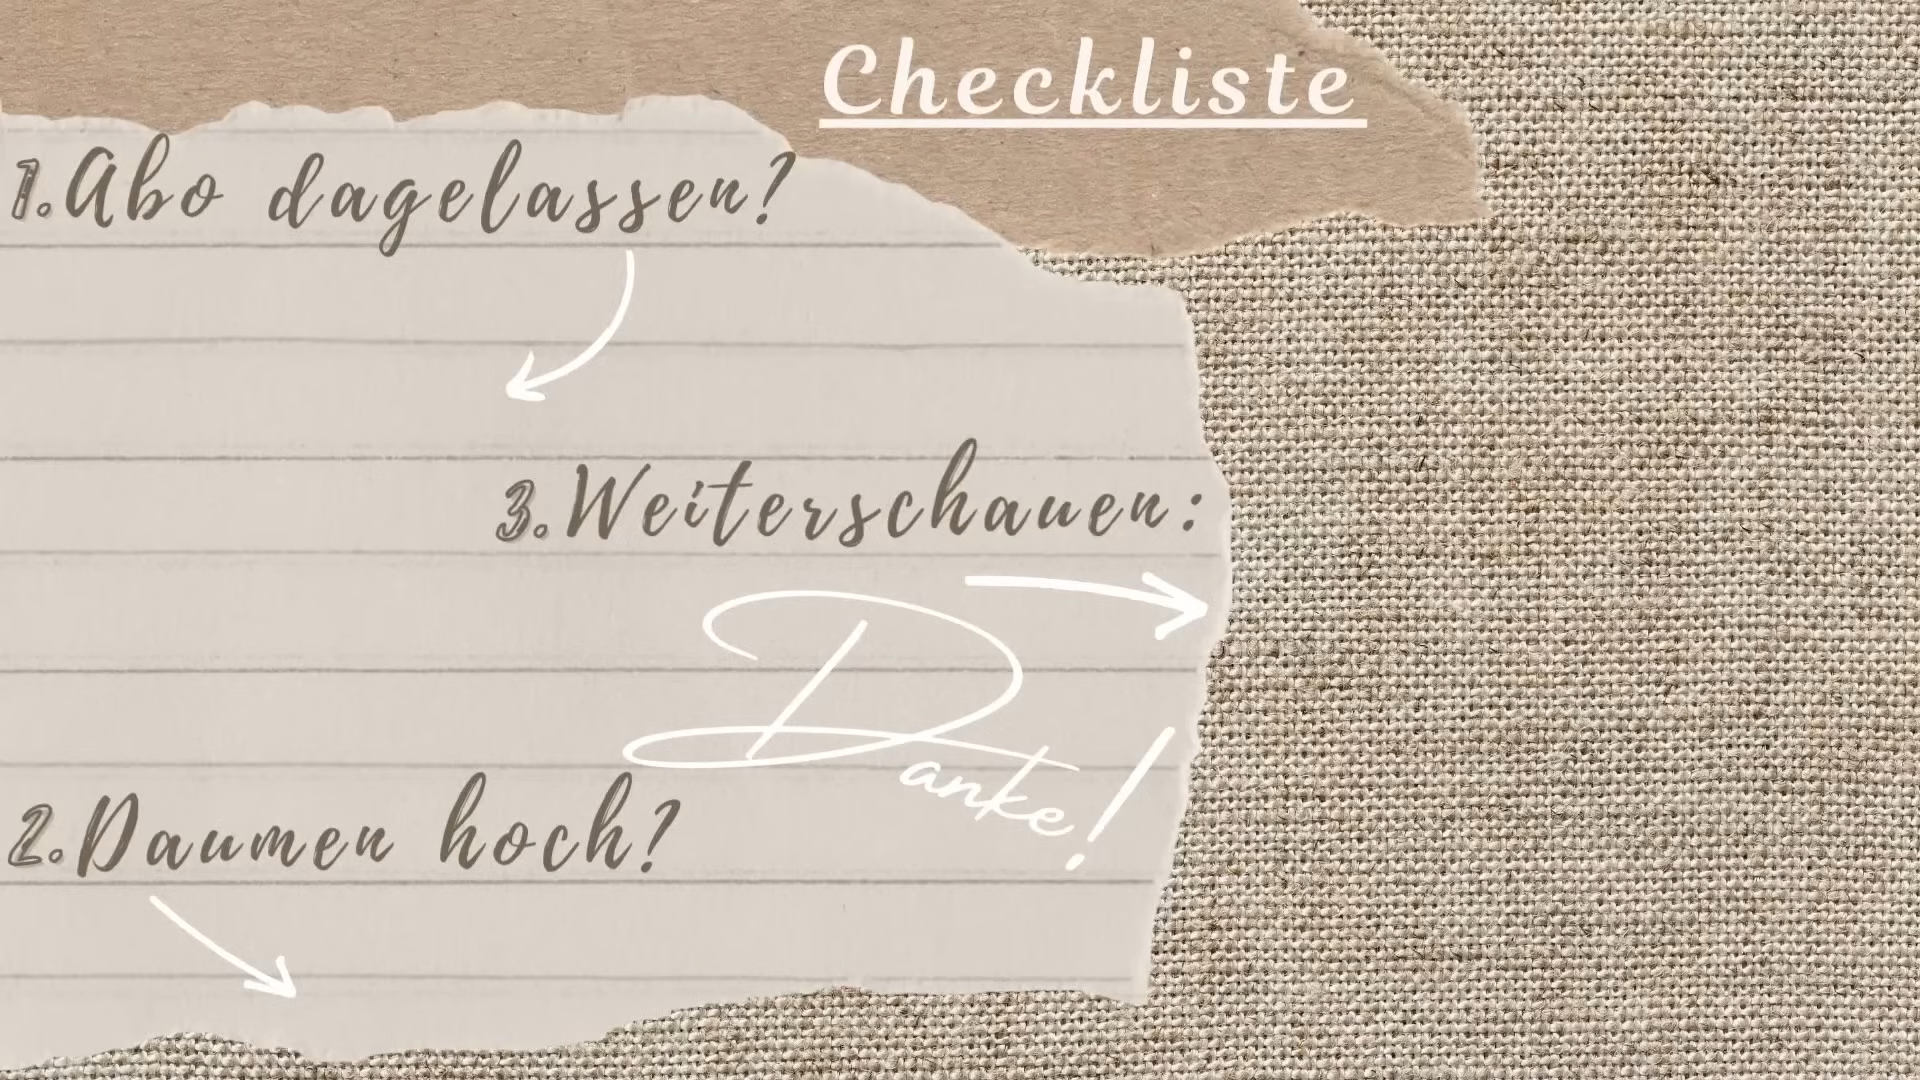 Checkliste
1.Abo dagelassen?
3.Weiterschauen:
Danke!
2.Daumen hoch?